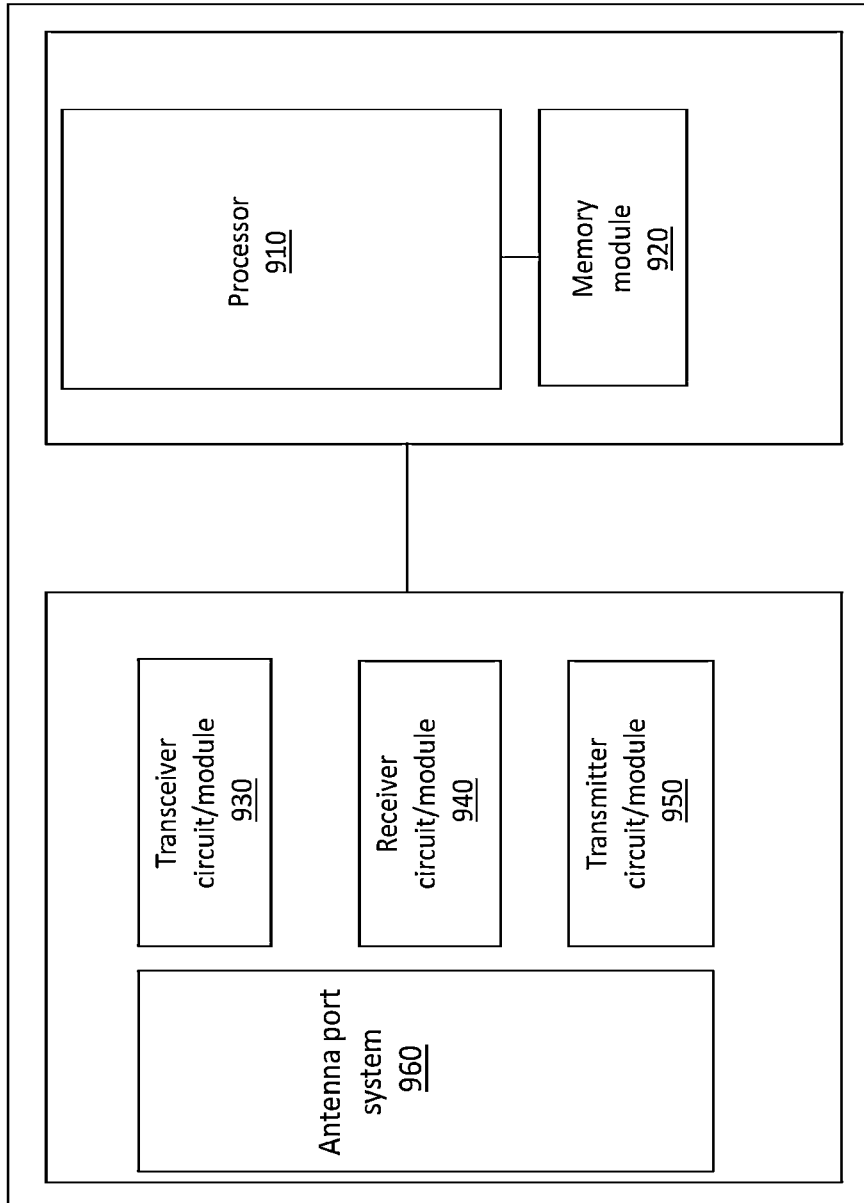 Antenna port
system
960
Transceiver
circuit/module
930
Receiver
circuit/module
940
Transmitter
circuit/module
950
Processor
910
Memory
module
920